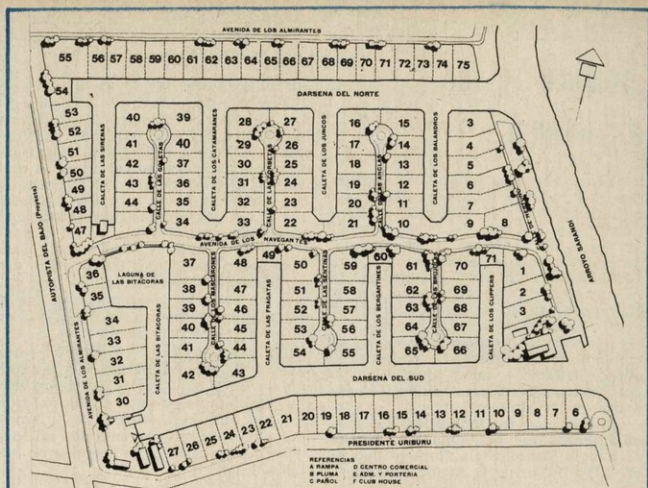 AVENIDA DE LOS ALMIRANTES
55 56 57 58 59 60 61 62 63 64 65 66 67 68 69 70 71 72 73 74 75
54
DARSENA DEL NORTE
53
52
51
50
49
48
47
AUTOPISTA DEL BAJO (Proyecto)
CALETA DE LAS SIRENAS
40 39
41 38
42 37
43 36
44 35
34
CALLE DE LAS GOLETAS
CALETA DE LOS CATAMARANES
28 27
29 26
30 25
31 24
32 23
33 22
CALLE DE LAS CORBETAS
CALETA DE LOS JUNCOS
16 15
17 14
18 13
19 12
20 11
21 10
CALLE DE LAS ANCLAS
CALETA DE LOS BALANDROS
3
4
5
6
7
9 8
ARROYO SARANDI
AVENIDA DE LOS NAVEGANTES
36
35
34
33
32
31
30
AVENIDA DE LOS ALMIRANTES
LAGUNA DE
LAS BITACORAS
CALETA DE LAS BITACORAS
37 48
38 47
39 46
40 45
41 44
42 43
CALLE DE LOS MASCARONES
49
CALETA DE LAS FRAGATAS
50 59
51 58
52 57
53 56
54 55
CALLE DE LAS SENTINAS
60
CALETA DE LOS BERGANTINES
61 70
62 69
63 68
64 67
65 66
71
CALETA DE LOS CLIPPERS
1
2
3
DARSENA DEL SUD
27 26 25 24 23 22 21 20 19 18 17 16 15 14 13 12 11 10 9 8 7 6
PRESIDENTE URIBURU
REFERENCIAS
A RAMPA D CENTRO COMERCIAL
B PLUMA E ADM. Y PORTERIA
C PAÑOL F CLUB HOUSE